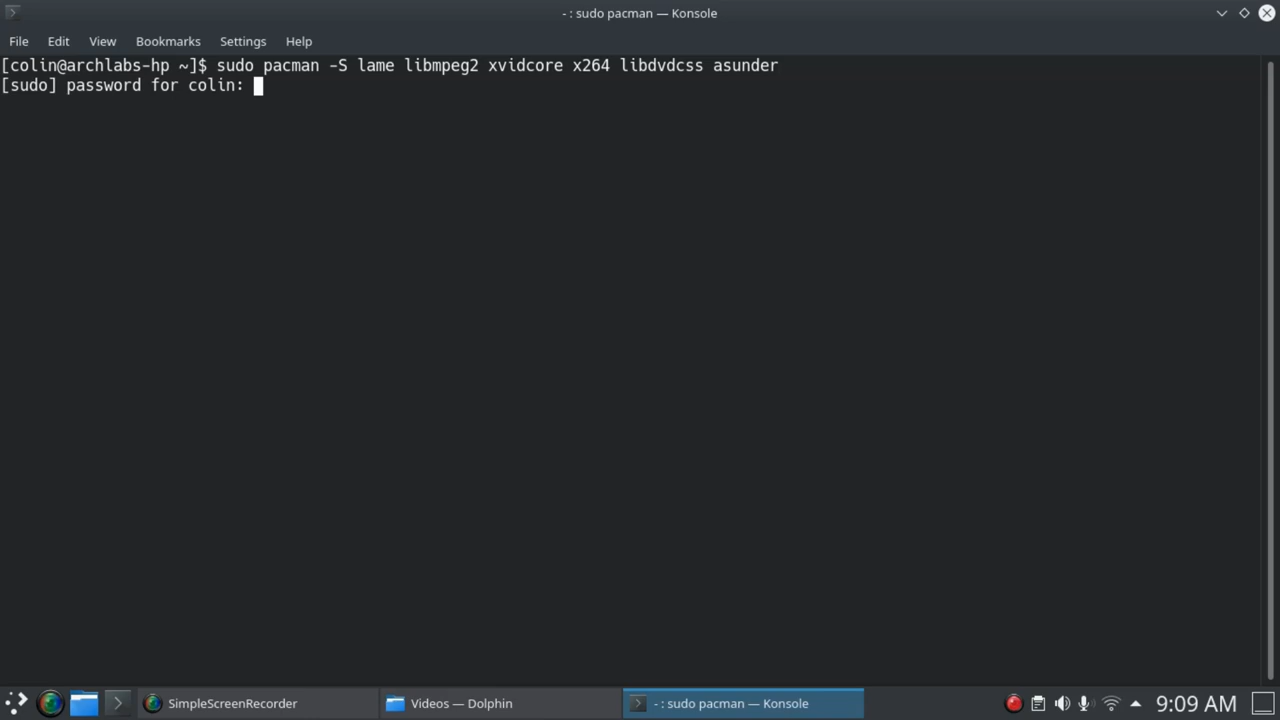 - : sudo pacman — Konsole
File Edit View Bookmarks Settings Help
[colin@archlabs-hp ~]$ sudo pacman -S lame libmpeg2 xvidcore x264 libdvdcss asunder
[sudo] password for colin:
SimpleScreenRecorder Videos — Dolphin - : sudo pacman — Konsole 9:09 AM